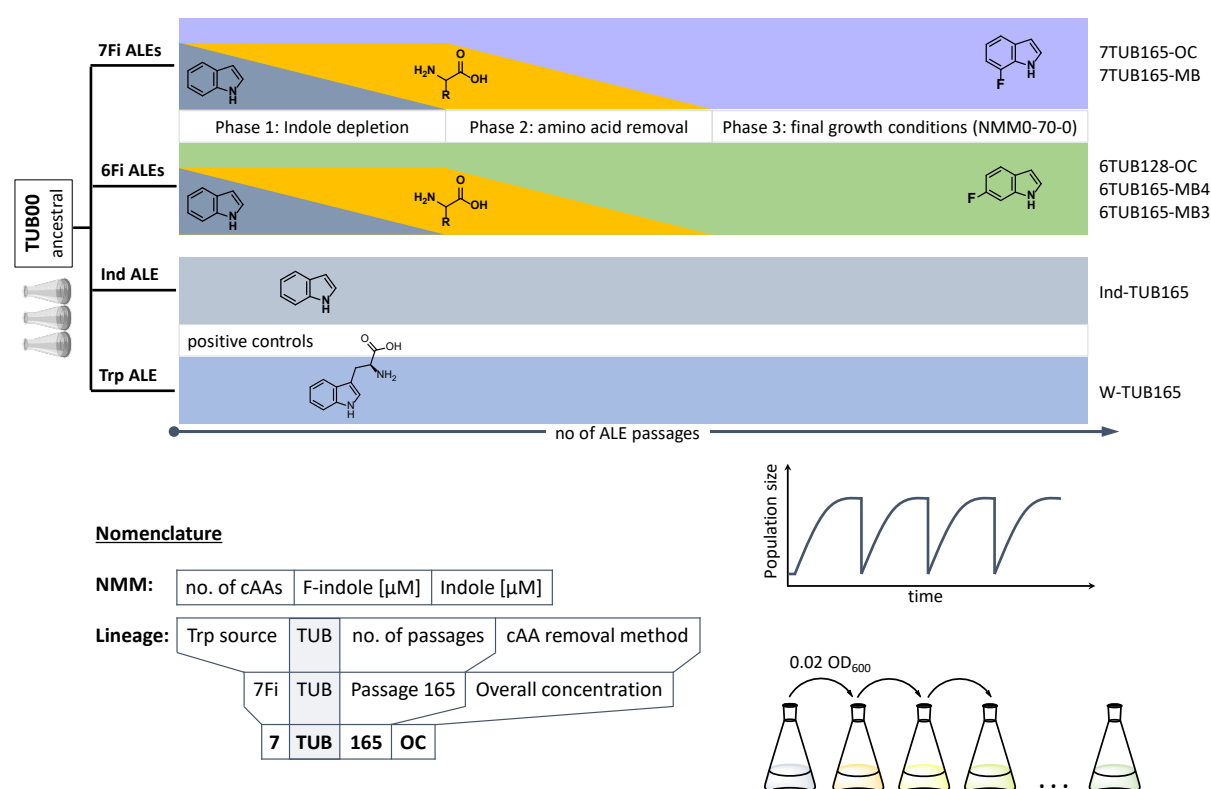 7Fi ALEs
N
H
H₂N
O
OH
R
F
N
H
7TUB165-OC
7TUB165-MB
Phase 1: Indole depletion
Phase 2: amino acid removal
Phase 3: final growth conditions (NMM0-70-0)
TUB00
ancestral
6Fi ALEs
N
H
H₂N
O
OH
R
F
N
H
6TUB128-OC
6TUB165-MB4
6TUB165-MB3
Ind ALE
N
H
Ind-TUB165
positive controls
Trp ALE
O
OH
NH₂
N
H
W-TUB165
no of ALE passages
Population size
time
Nomenclature
NMM: no. of cAAs F-indole [µM] Indole [µM]
Lineage: Trp source TUB no. of passages cAA removal method
7Fi TUB Passage 165 Overall concentration
7 TUB 165 OC
0.02 OD₆₀₀
...